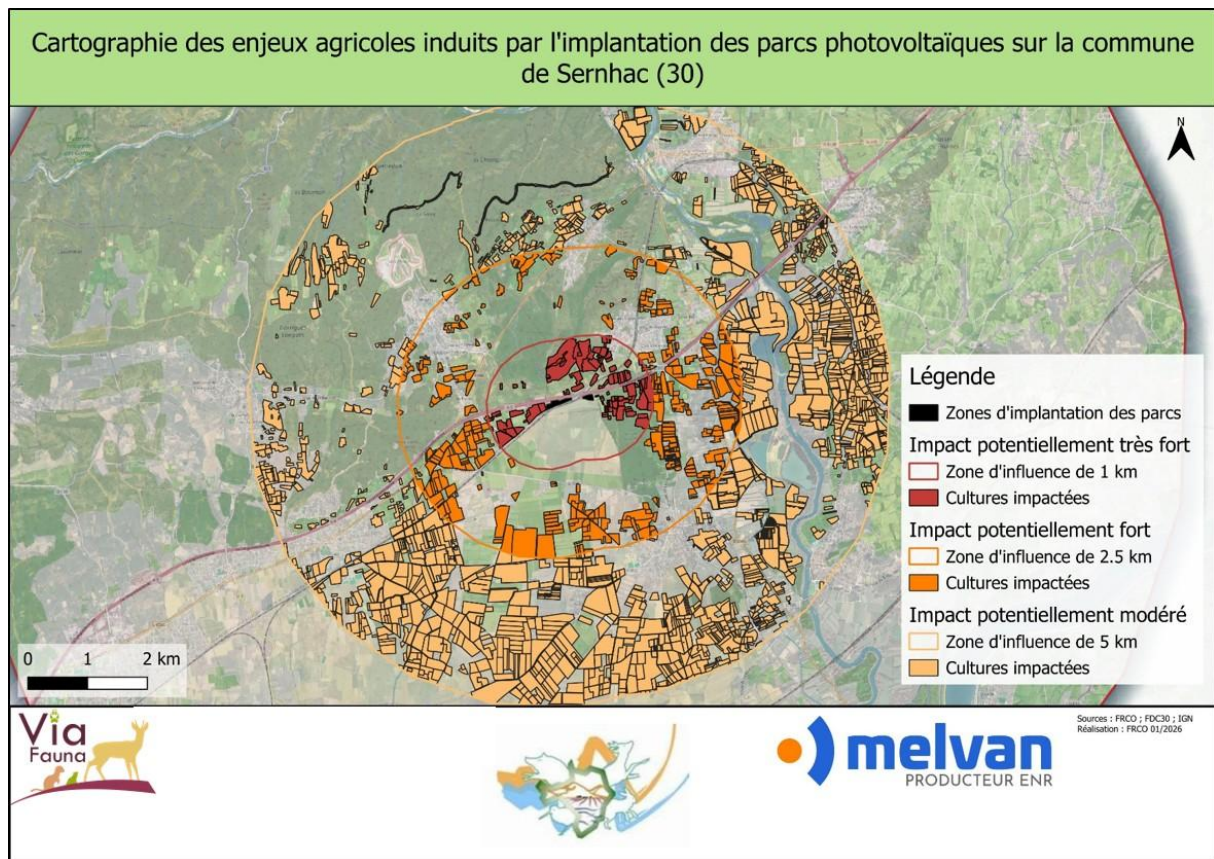 Cartographie des enjeux agricoles induits par l'implantation des parcs photovoltaïques sur la commune
de Sernhac (30)
N
Légende
Zones d'implantation des parcs
Impact potentiellement très fort
Zone d'influence de 1 km
Cultures impactées
Impact potentiellement fort
Zone d'influence de 2.5 km
Cultures impactées
Impact potentiellement modéré
Zone d'influence de 5 km
Cultures impactées
0 1 2 km
Via
Fauna
melvan
PRODUCTEUR ENR
Sources : FRCO ; FDC30 ; IGN
Réalisation : FRCO 01/2026